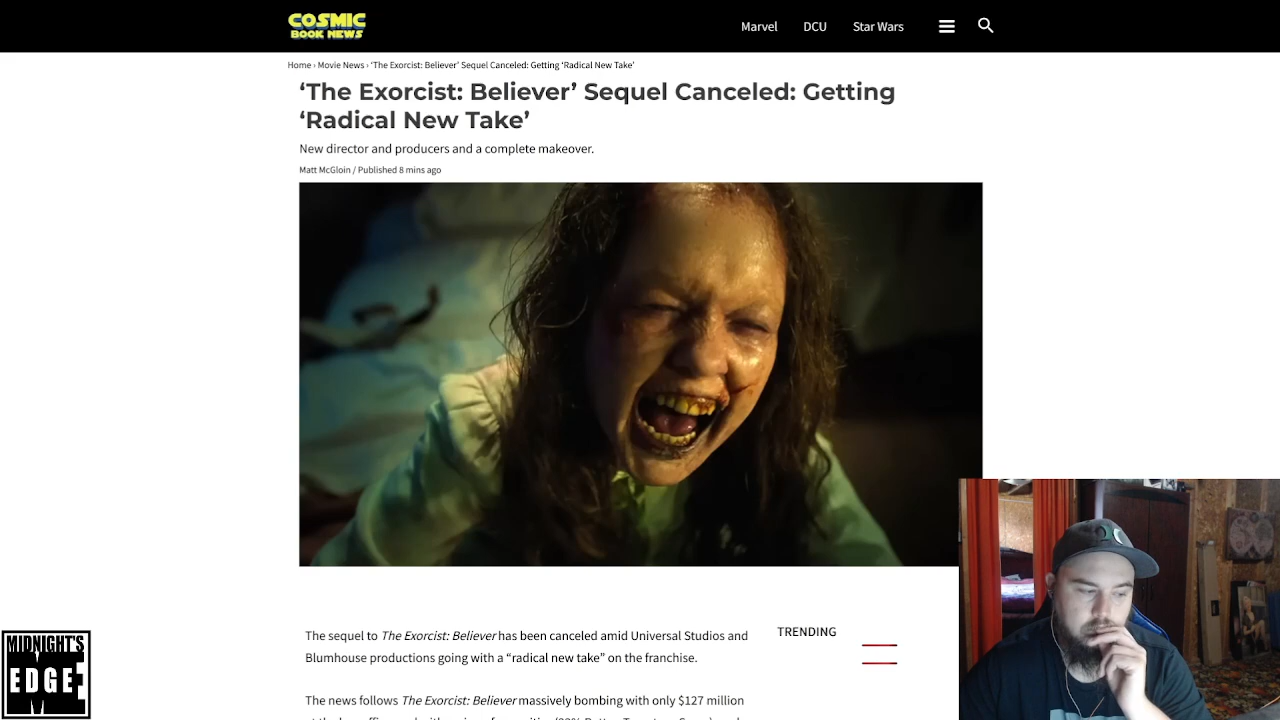 COSMIC
BOOK NEWS
Marvel
DCU
Star Wars
Home › Movie News › ‘The Exorcist: Believer’ Sequel Canceled: Getting ‘Radical New Take’
‘The Exorcist: Believer’ Sequel Canceled: Getting
‘Radical New Take’
New director and producers and a complete makeover.
Matt McGloin / Published 8 mins ago
The sequel to The Exorcist: Believer has been canceled amid Universal Studios and
Blumhouse productions going with a “radical new take” on the franchise.
TRENDING
The news follows The Exorcist: Believer massively bombing with only $127 million
MIDNIGHT'S
EDGE